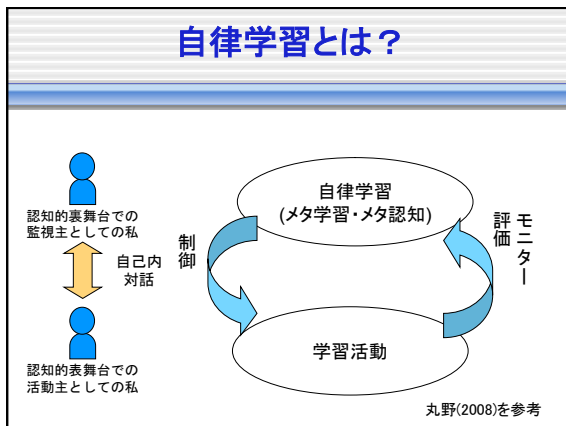 自律学習とは？
認知的裏舞台での
監視主としての私
自己内
対話
認知的表舞台での
活動主としての私
制御
自律学習
(メタ学習・メタ認知)
モニター
評価
学習活動
丸野(2008)を参考